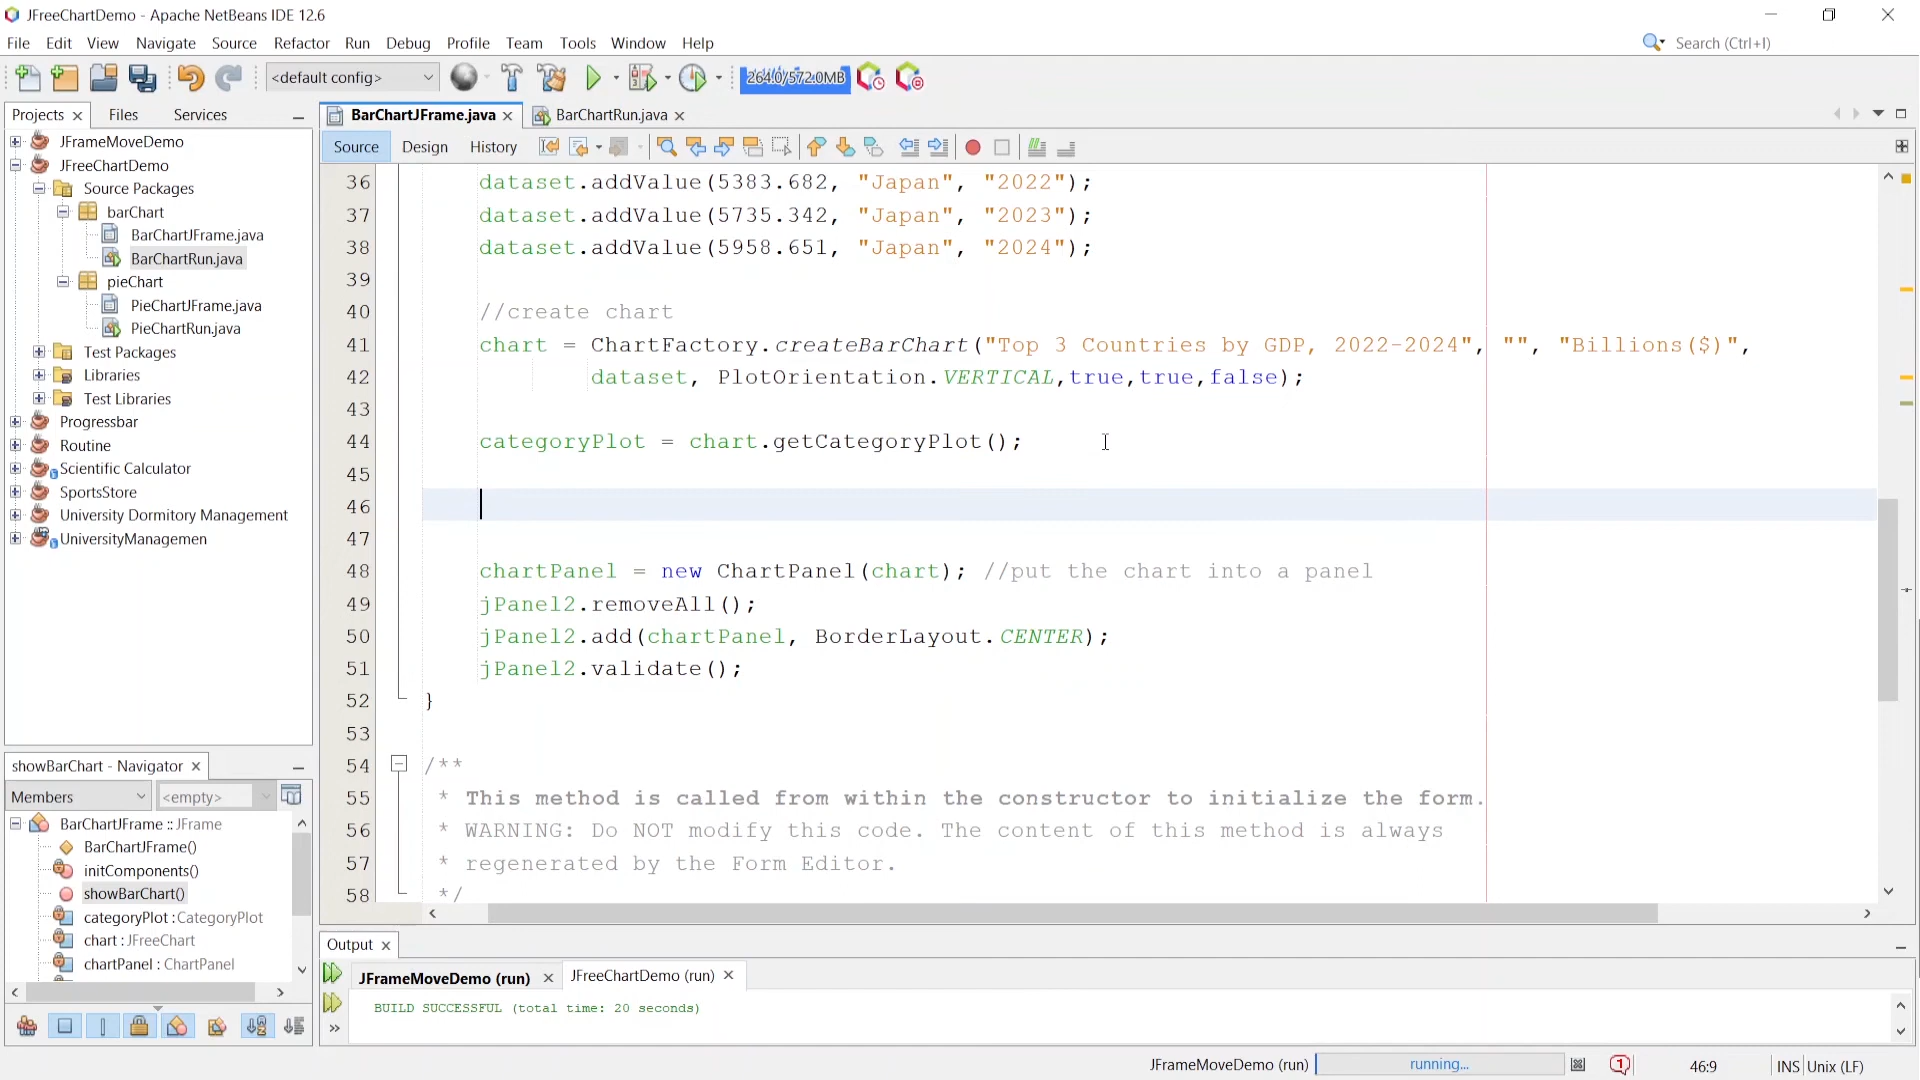 JFreeChartDemo - Apache NetBeans IDE 12.6
File Edit View Navigate Source Refactor Run Debug Profile Team Tools Window Help
Search (Ctrl+I)
<default config>
264.0/572.0MB
Projects Files Services
BarChartJFrame.java BarChartRun.java
Source Design History
JFrameMoveDemo
JFreeChartDemo
Source Packages
barChart
BarChartJFrame.java
BarChartRun.java
pieChart
PieChartJFrame.java
PieChartRun.java
Test Packages
Libraries
Test Libraries
Progressbar
Routine
Scientific Calculator
SportsStore
University Dormitory Management
UniversityManagemen
36 dataset.addValue(5383.682, "Japan", "2022");
37 dataset.addValue(5735.342, "Japan", "2023");
38 dataset.addValue(5958.651, "Japan", "2024");
39
40 //create chart
41 chart = ChartFactory.createBarChart("Top 3 Countries by GDP, 2022-2024", "", "Billions($)",
42 dataset, PlotOrientation.VERTICAL,true,true,false);
43
44 categoryPlot = chart.getCategoryPlot();
45
46
47
48 chartPanel = new ChartPanel(chart); //put the chart into a panel
49 jPanel2.removeAll();
50 jPanel2.add(chartPanel, BorderLayout.CENTER);
51 jPanel2.validate();
52 }
53
54 /**
55 * This method is called from within the constructor to initialize the form.
56 * WARNING: Do NOT modify this code. The content of this method is always
57 * regenerated by the Form Editor.
58 */
showBarChart - Navigator
Members <empty>
BarChartJFrame :: JFrame
BarChartJFrame()
initComponents()
showBarChart()
categoryPlot : CategoryPlot
chart : JFreeChart
chartPanel : ChartPanel
Output
JFrameMoveDemo (run) JFreeChartDemo (run)
BUILD SUCCESSFUL (total time: 20 seconds)
JFrameMoveDemo (run) running... 1 46:9 INS Unix (LF)